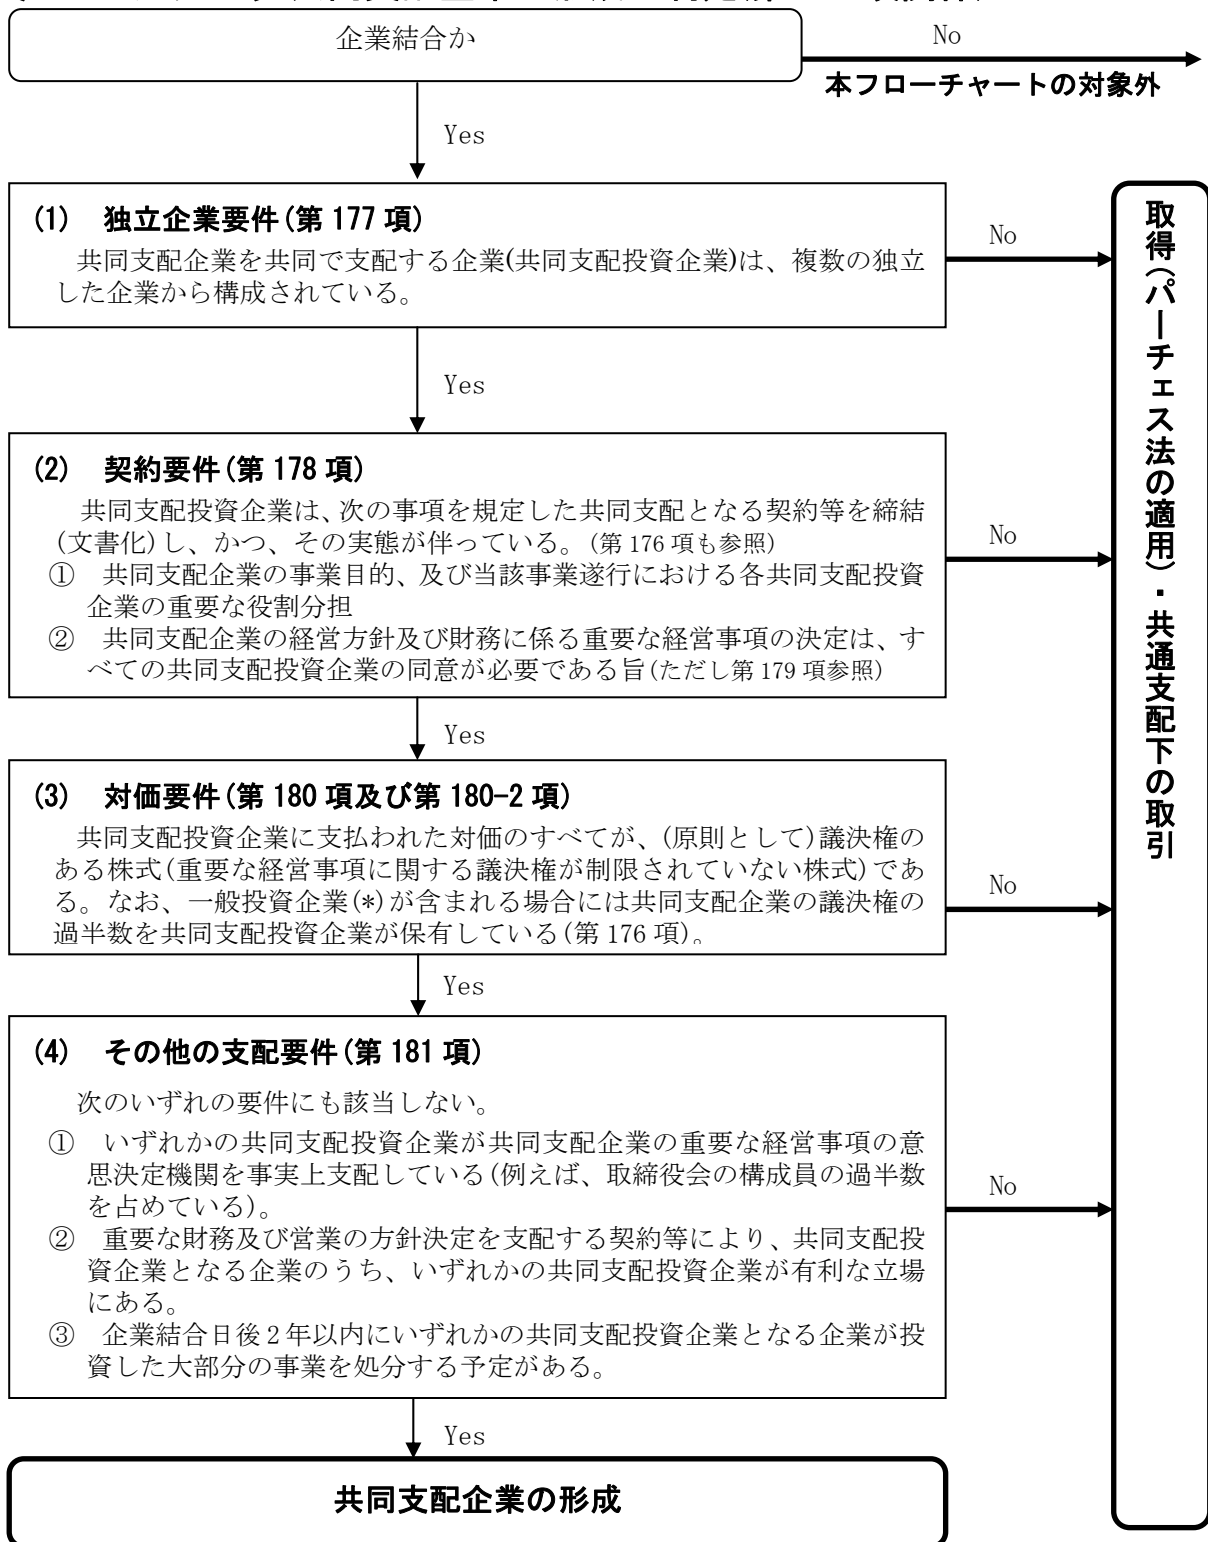 企業結合か
No
本フローチャートの対象外
Yes
(1) 独立企業要件(第 177 項)
共同支配企業を共同で支配する企業(共同支配投資企業)は、複数の独立
した企業から構成されている。
No
Yes
(2) 契約要件(第 178 項)
共同支配投資企業は、次の事項を規定した共同支配となる契約等を締結
(文書化)し、かつ、その実態が伴っている。(第 176 項も参照)
① 共同支配企業の事業目的、及び当該事業遂行における各共同支配投資
企業の重要な役割分担
② 共同支配企業の経営方針及び財務に係る重要な経営事項の決定は、す
べての共同支配投資企業の同意が必要である旨(ただし第 179 項参照)
No
Yes
(3) 対価要件(第 180 項及び第 180-2 項)
共同支配投資企業に支払われた対価のすべてが、(原則として)議決権の
ある株式(重要な経営事項に関する議決権が制限されていない株式)であ
る。なお、一般投資企業(*)が含まれる場合には共同支配企業の議決権の
過半数を共同支配投資企業が保有している(第 176 項)。
No
Yes
(4) その他の支配要件(第 181 項)
次のいずれの要件にも該当しない。
① いずれかの共同支配投資企業が共同支配企業の重要な経営事項の意
思決定機関を事実上支配している(例えば、取締役会の構成員の過半数
を占めている)。
② 重要な財務及び営業の方針決定を支配する契約等により、共同支配投
資企業となる企業のうち、いずれかの共同支配投資企業が有利な立場
にある。
③ 企業結合日後2年以内にいずれかの共同支配投資企業となる企業が投
資した大部分の事業を処分する予定がある。
No
Yes
共同支配企業の形成
取得(パーチェス法の適用)・共通支配下の取引